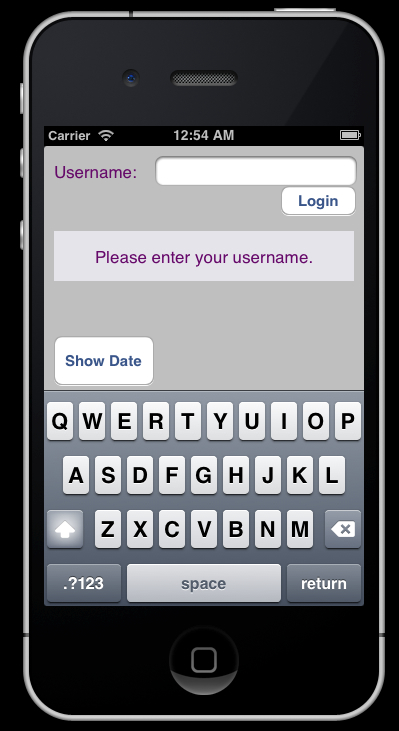 Carrier 12:54 AM
Username:
Login
Please enter your username.
Show Date
Q W E R T Y U I O P
A S D F G H J K L
Z X C V B N M
.?123 space return